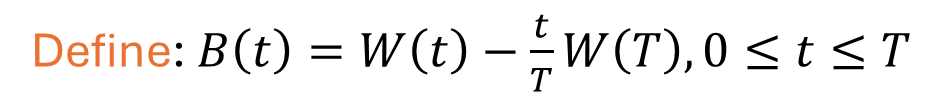 Define: B(t) = W(t) − t/T W(T), 0 ≤ t ≤ T